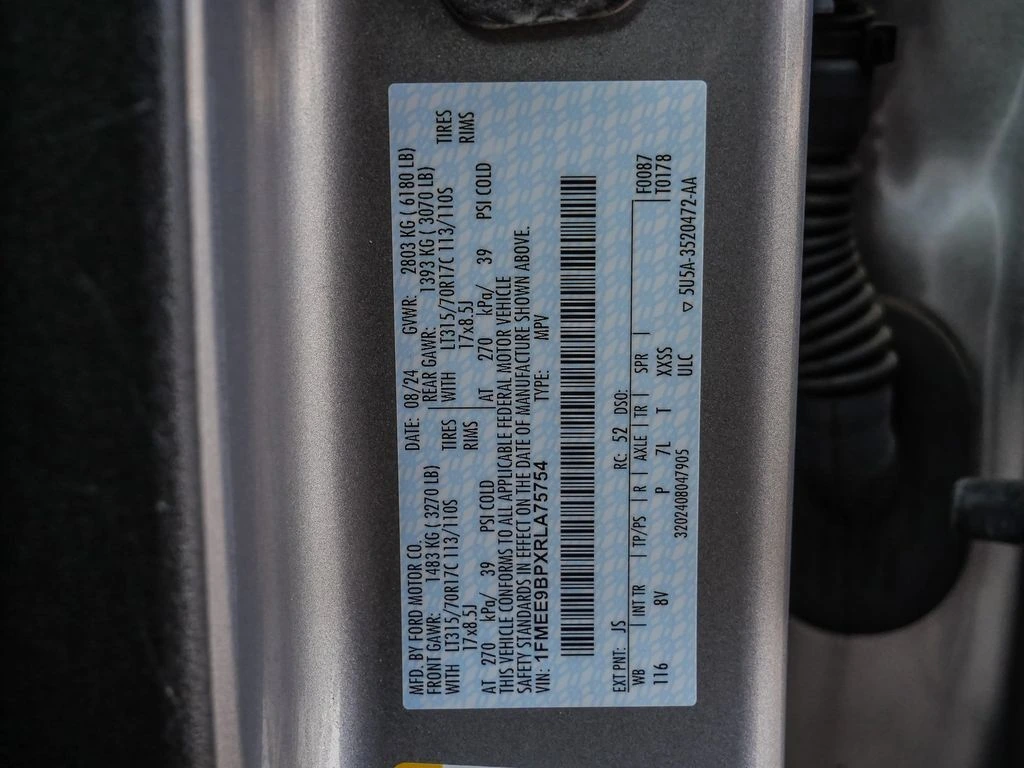 MFD. BY FORD MOTOR CO. DATE: 08/24 GVWR: 2803 KG ( 6180 LB)
FRONT GAWR: 1483 KG ( 3270 LB) REAR GAWR: 1393 KG ( 3070 LB)
WITH LT315/70R17C 113/110S TIRES WITH LT315/70R17C 113/110S TIRES
17x8.5J RIMS 17x8.5J RIMS
AT 270 kPa/ 39 PSI COLD AT 270 kPa/ 39 PSI COLD
THIS VEHICLE CONFORMS TO ALL APPLICABLE FEDERAL MOTOR VEHICLE
SAFETY STANDARDS IN EFFECT ON THE DATE OF MANUFACTURE SHOWN ABOVE.
VIN: 1FMEE9BPXRLA75754 TYPE: MPV
EXT PNT: JS RC: 52 DSO: F0087
WB INT TR TP/PS R AXLE TR SPR T0178
116 8V P 7L T XXSS
3202408047905 ULC ▽ 5U5A-3520472-AA